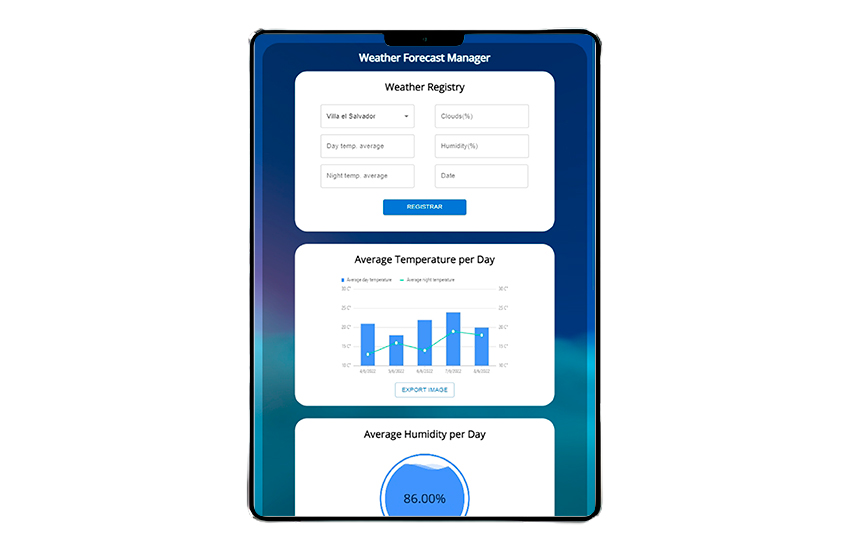 Weather Forecast Manager
Weather Registry
Villa el Salvador
Clouds(%)
Day temp. average
Humidity(%)
Night temp. average
Date
REGISTRAR
Average Temperature per Day
Average day temperature
Average night temperature
30 C°
30 C°
25 C°
25 C°
20 C°
20 C°
15 C°
15 C°
10 C°
10 C°
4/6/2022
5/6/2022
6/6/2022
7/6/2022
8/6/2022
EXPORT IMAGE
Average Humidity per Day
86.00%